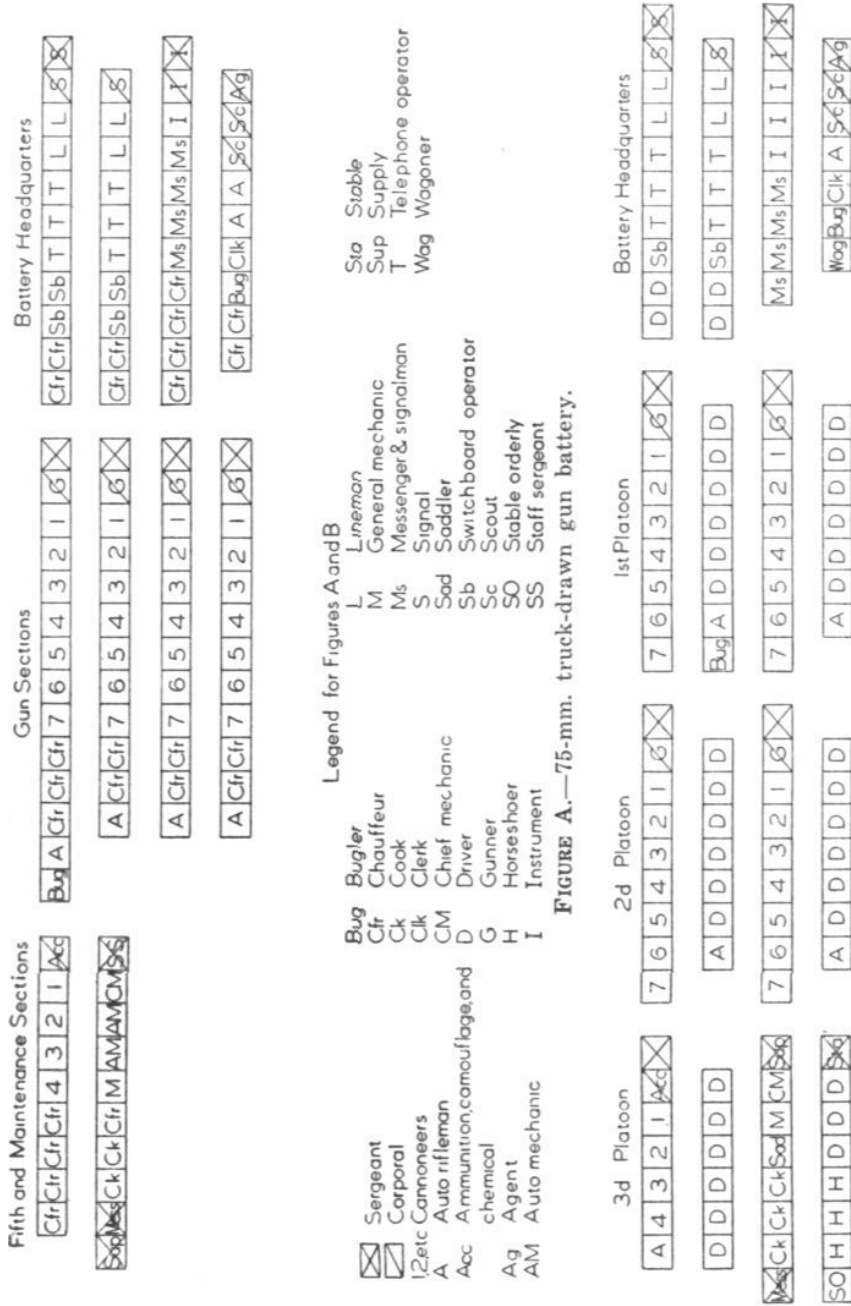 Fifth and Maintenance Sections
Cfr Cfr Cfr Cfr 4 3 2 1 Acc
Sup Mess Ck Ck Cfr M AM AM CM SS
Gun Sections
Bug A Cfr Cfr Cfr 7 6 5 4 3 2 1 G
A Cfr Cfr 7 6 5 4 3 2 1 G
A Cfr Cfr 7 6 5 4 3 2 1 G
A Cfr Cfr 7 6 5 4 3 2 1 G
Battery Headquarters
Cfr Cfr Sb Sb T T T L L S S
Cfr Cfr Sb Sb T T T L L S
Cfr Cfr Cfr Cfr Ms Ms Ms Ms I I I
Cfr Cfr Bug Clk A A Sc Sc Ag
Legend for Figures A and B
Sergeant
Corporal
1,2,etc Cannoneers
A Auto rifleman
Acc Ammunition, camouflage, and
chemical
Ag Agent
AM Auto mechanic
Bug Bugler
Cfr Chauffeur
Ck Cook
Clk Clerk
CM Chief mechanic
D Driver
G Gunner
H Horseshoer
I Instrument
L Lineman
M General mechanic
Ms Messenger & signalman
S Signal
Sad Saddler
Sb Switchboard operator
Sc Scout
SO Stable orderly
SS Staff sergeant
Sta Stable
Sup Supply
T Telephone operator
Wag Wagoner
FIGURE A.—75-mm. truck-drawn gun battery.
3d Platoon
A 4 3 2 1 Acc
D D D D D D
Mess Ck Ck Ck Sad M CM Sup
SO H H H D D D Sta
2d Platoon
7 6 5 4 3 2 1 G
A D D D D D D
7 6 5 4 3 2 1 G
A D D D D
1st Platoon
7 6 5 4 3 2 1 G
Bug A D D D D D D
7 6 5 4 3 2 1 G
A D D D D
Battery Headquarters
D D Sb T T T L L S S
D D Sb T T T L L S
Ms Ms Ms Ms I I I I I
Wag Bug Clk A Sc Sc Ag